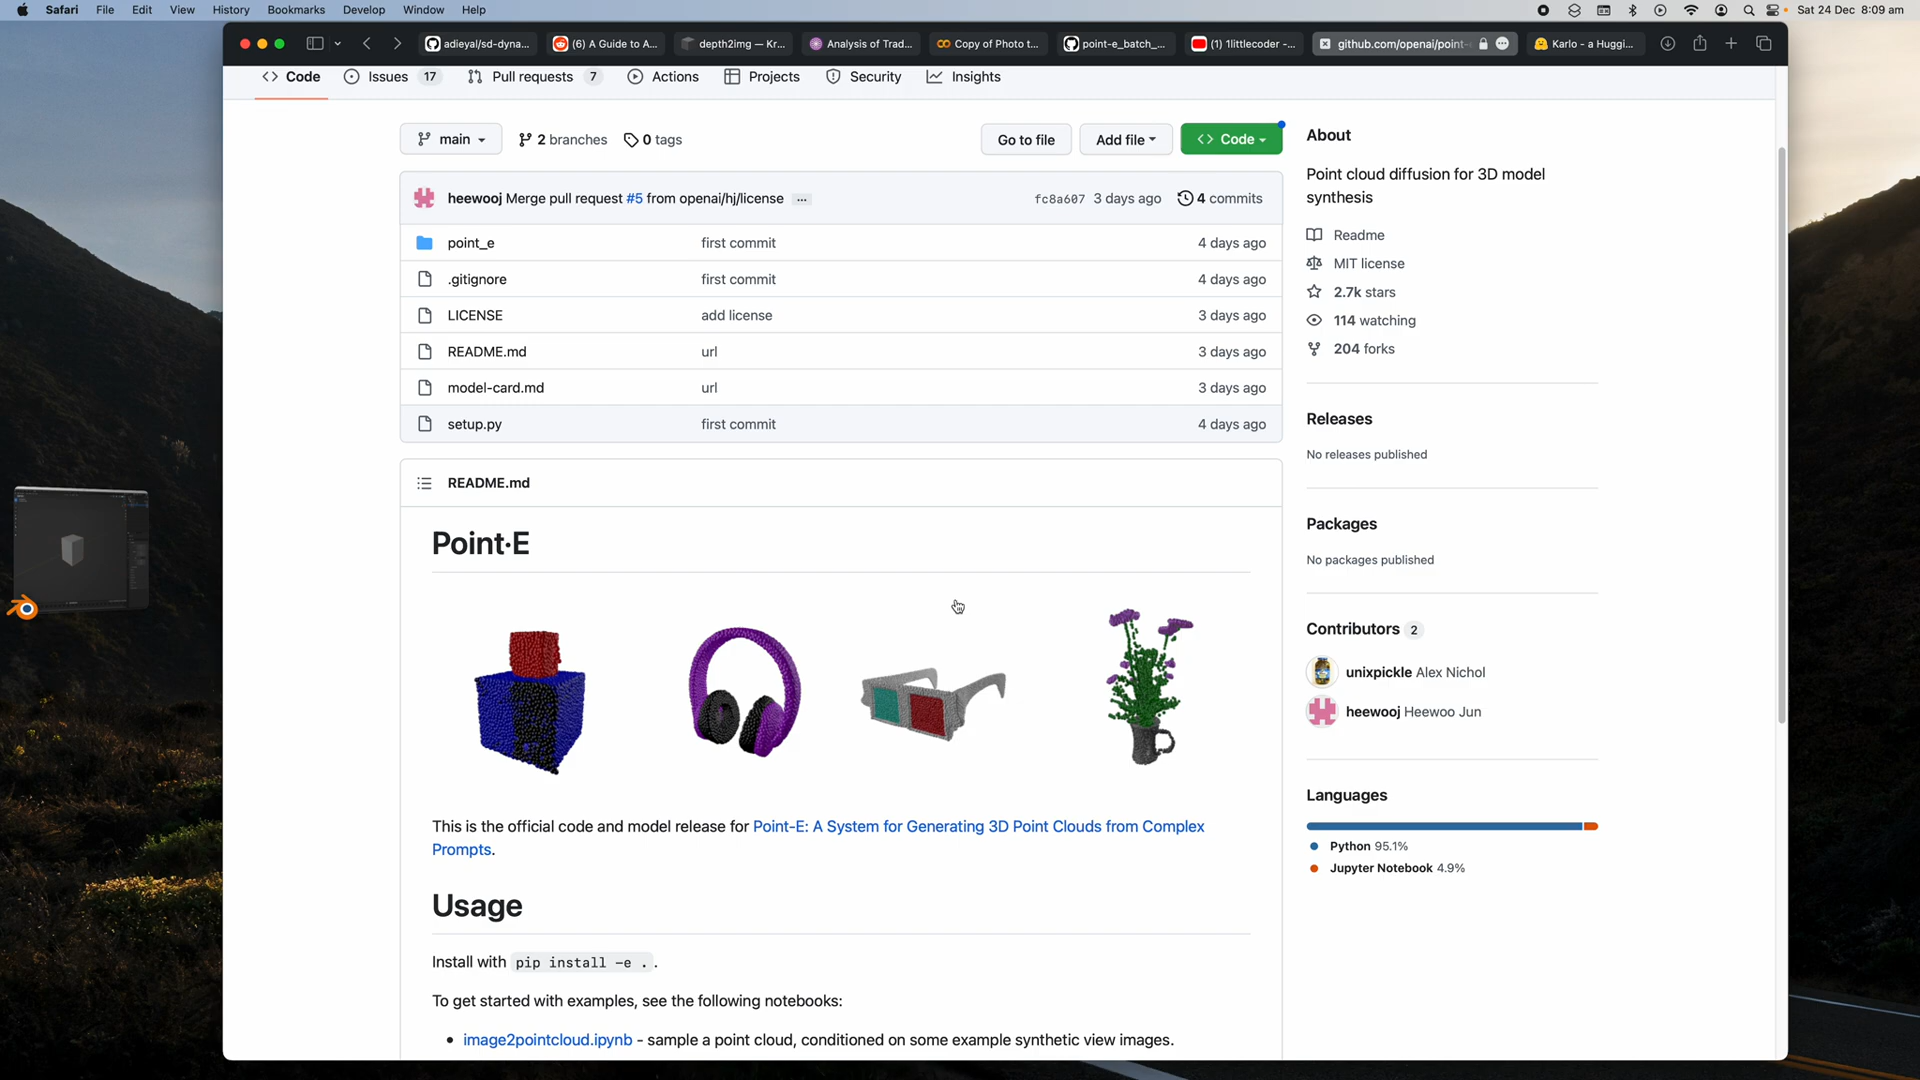 Safari File Edit View History Bookmarks Develop Window Help Sat 24 Dec 8:09 am
adieyal/sd-dyna... (6) A Guide to A... depth2img — Kr... Analysis of Trad... Copy of Photo t... point-e_batch_... (1) 1littlecoder -... github.com/openai/point- Karlo - a Huggi...
Code Issues 17 Pull requests 7 Actions Projects Security Insights
main 2 branches 0 tags Go to file Add file Code
heewooj Merge pull request #5 from openai/hj/license ... fc8a607 3 days ago 4 commits
point_e first commit 4 days ago
.gitignore first commit 4 days ago
LICENSE add license 3 days ago
README.md url 3 days ago
model-card.md url 3 days ago
setup.py first commit 4 days ago
README.md
Point·E
This is the official code and model release for Point-E: A System for Generating 3D Point Clouds from Complex
Prompts.
Usage
Install with pip install -e . .
To get started with examples, see the following notebooks:
• image2pointcloud.ipynb - sample a point cloud, conditioned on some example synthetic view images.
About
Point cloud diffusion for 3D model
synthesis
Readme
MIT license
2.7k stars
114 watching
204 forks
Releases
No releases published
Packages
No packages published
Contributors 2
unixpickle Alex Nichol
heewooj Heewoo Jun
Languages
Python 95.1%
Jupyter Notebook 4.9%